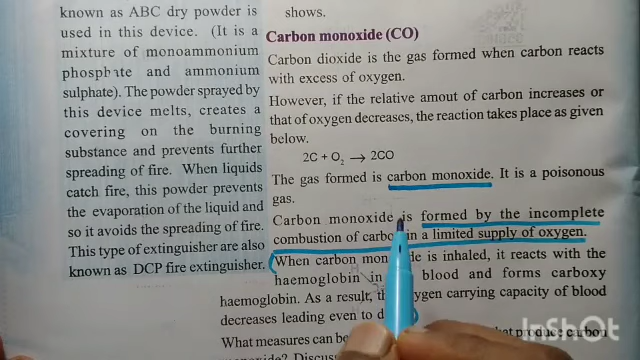 known as ABC dry powder is
used in this device. (It is a
mixture of monoammonium
phosphate and ammonium
sulphate). The powder sprayed by
this device melts, creates a
covering on the burning
substance and prevents further
spreading of fire. When liquids
catch fire, this powder prevents
the evaporation of the liquid and
so it avoids the spreading of fire.
This type of extinguisher are also
known as DCP fire extinguisher.
shows.
Carbon monoxide (CO)
Carbon dioxide is the gas formed when carbon reacts
with excess of oxygen.
However, if the relative amout of carbon increases or
that of oxygen decreases, the reaction takes place as given
below.
2C + O₂ → 2CO
The gas formed is carbon monoxide. It is a poisonous
gas.
Carbon monoxide is formed by the incomplete
combustion of carbon in a limited supply of oxygen.
When carbon is inhaled, it reacts with the
haemoglobin in blood and forms carboxy
haemoglobin. As a result, carrying capacity of blood
decreases leading even to
What measures can be that produce carbon
InShot